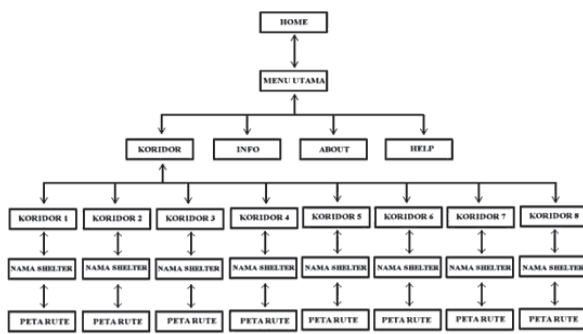 HOME
MENU UTAMA
KORIDOR INFO ABOUT HELP
KORIDOR 1 KORIDOR 2 KORIDOR 3 KORIDOR 4 KORIDOR 5 KORIDOR 6 KORIDOR 7 KORIDOR 8
NAMA SHELTER NAMA SHELTER NAMA SHELTER NAMA SHELTER NAMA SHELTER NAMA SHELTER NAMA SHELTER NAMA SHELTER
PETA RUTE PETA RUTE PETA RUTE PETA RUTE PETA RUTE PETA RUTE PETA RUTE PETA RUTE